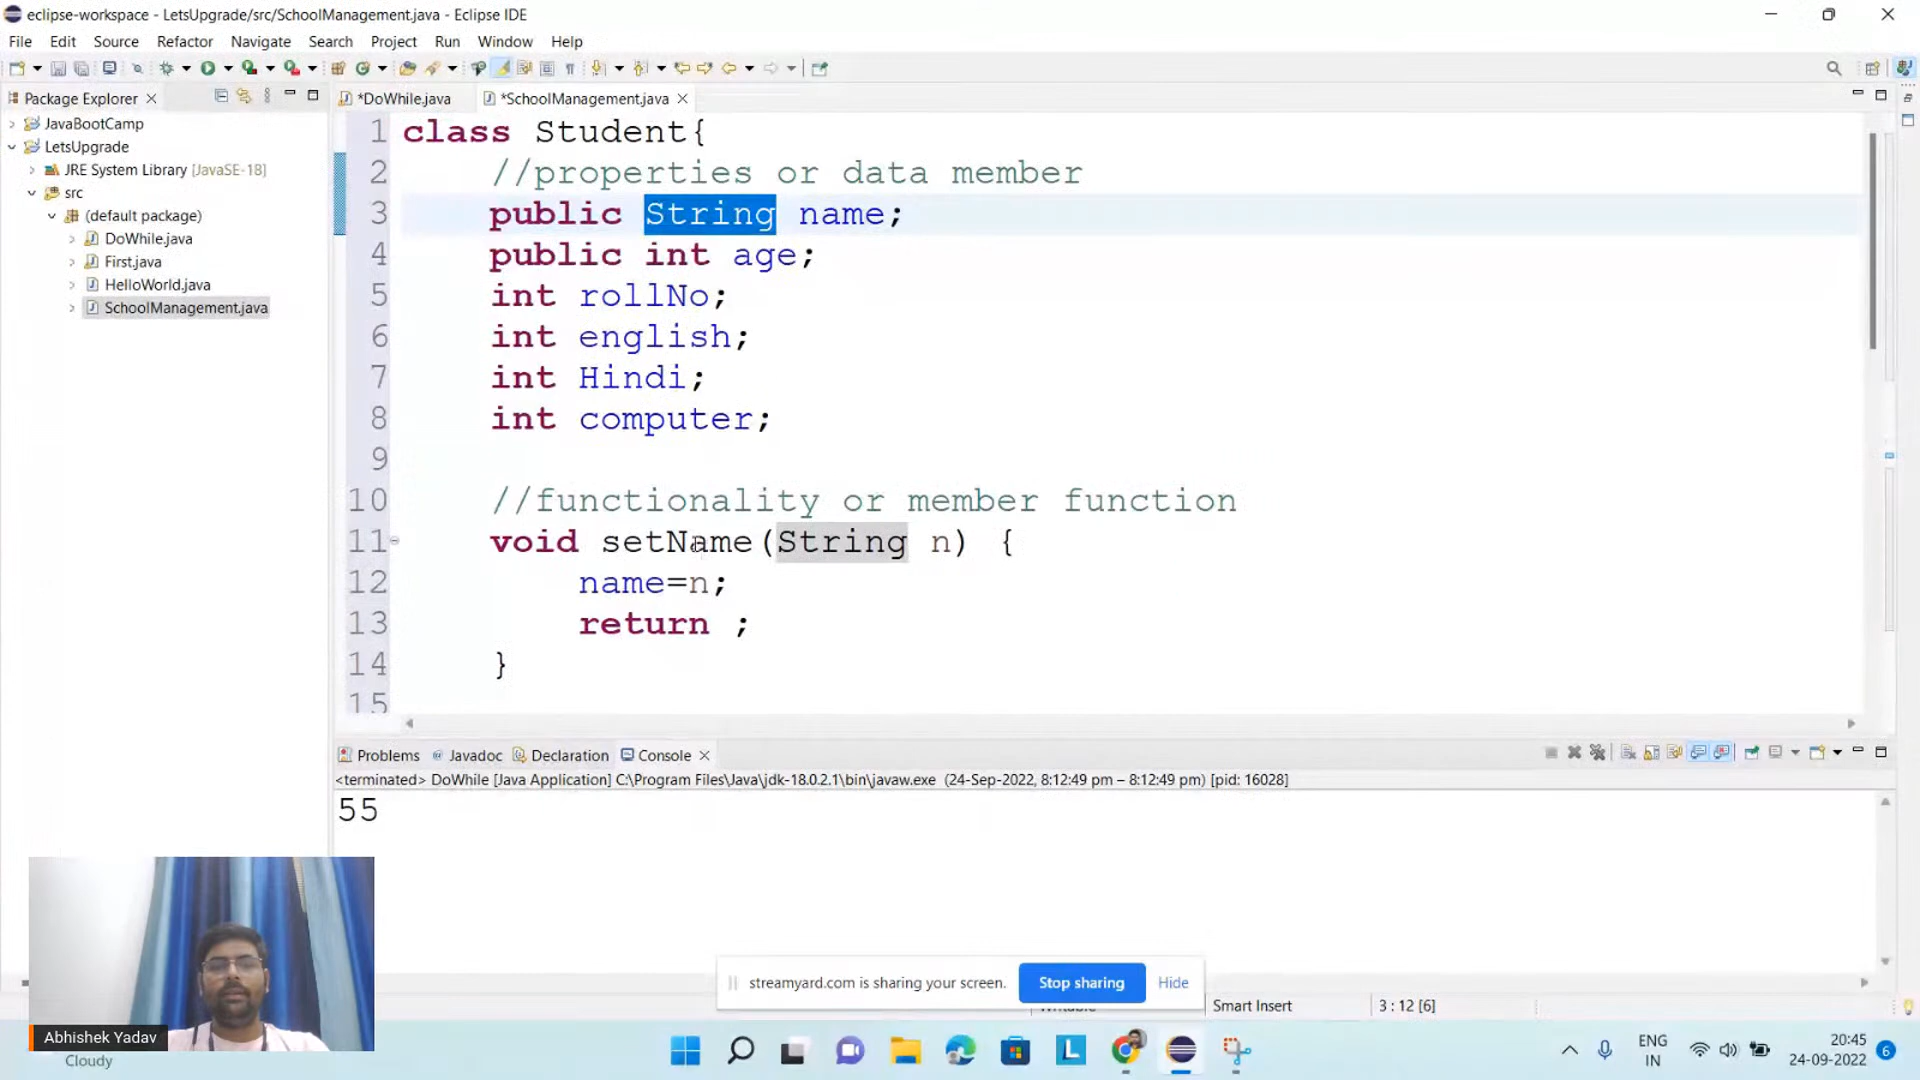 eclipse-workspace - LetsUpgrade/src/SchoolManagement.java - Eclipse IDE
File Edit Source Refactor Navigate Search Project Run Window Help
Package Explorer
*DoWhile.java
*SchoolManagement.java
JavaBootCamp
LetsUpgrade
JRE System Library [JavaSE-18]
src
(default package)
DoWhile.java
First.java
HelloWorld.java
SchoolManagement.java
1 class Student{
2 //properties or data member
3 public String name;
4 public int age;
5 int rollNo;
6 int english;
7 int Hindi;
8 int computer;
9
10 //functionality or member function
11 void setName(String n) {
12 name=n;
13 return ;
14 }
15
Problems Javadoc Declaration Console
<terminated> DoWhile [Java Application] C:\Program Files\Java\jdk-18.0.2.1\bin\javaw.exe (24-Sep-2022, 8:12:49 pm – 8:12:49 pm) [pid: 16028]
55
streamyard.com is sharing your screen. Stop sharing Hide
Writable Smart Insert 3 : 12 [6]
Abhishek Yadav
Cloudy
ENG
IN
20:45
24-09-2022
6